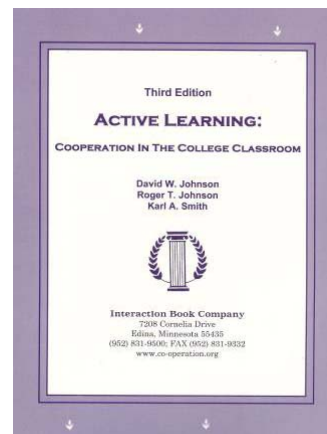 Third Edition
ACTIVE LEARNING:
COOPERATION IN THE COLLEGE CLASSROOM
David W. Johnson
Roger T. Johnson
Karl A. Smith
Interaction Book Company
7208 Cornelia Drive
Edina, Minnesota 55435
(952) 831-9500; FAX (952) 831-9332
www.co-operation.org